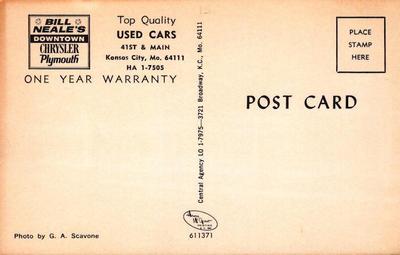 BILL
NEALE'S
DOWNTOWN
CHRYSLER
Plymouth
Top Quality
USED CARS
41ST & MAIN
Kansas City, Mo. 64111
HA 1-7505
ONE YEAR WARRANTY
Central Agency LO 1-7975—3721 Broadway, K.C., Mo. 64111
PLACE
STAMP
HERE
POST CARD
611371
Photo by G. A. Scavone